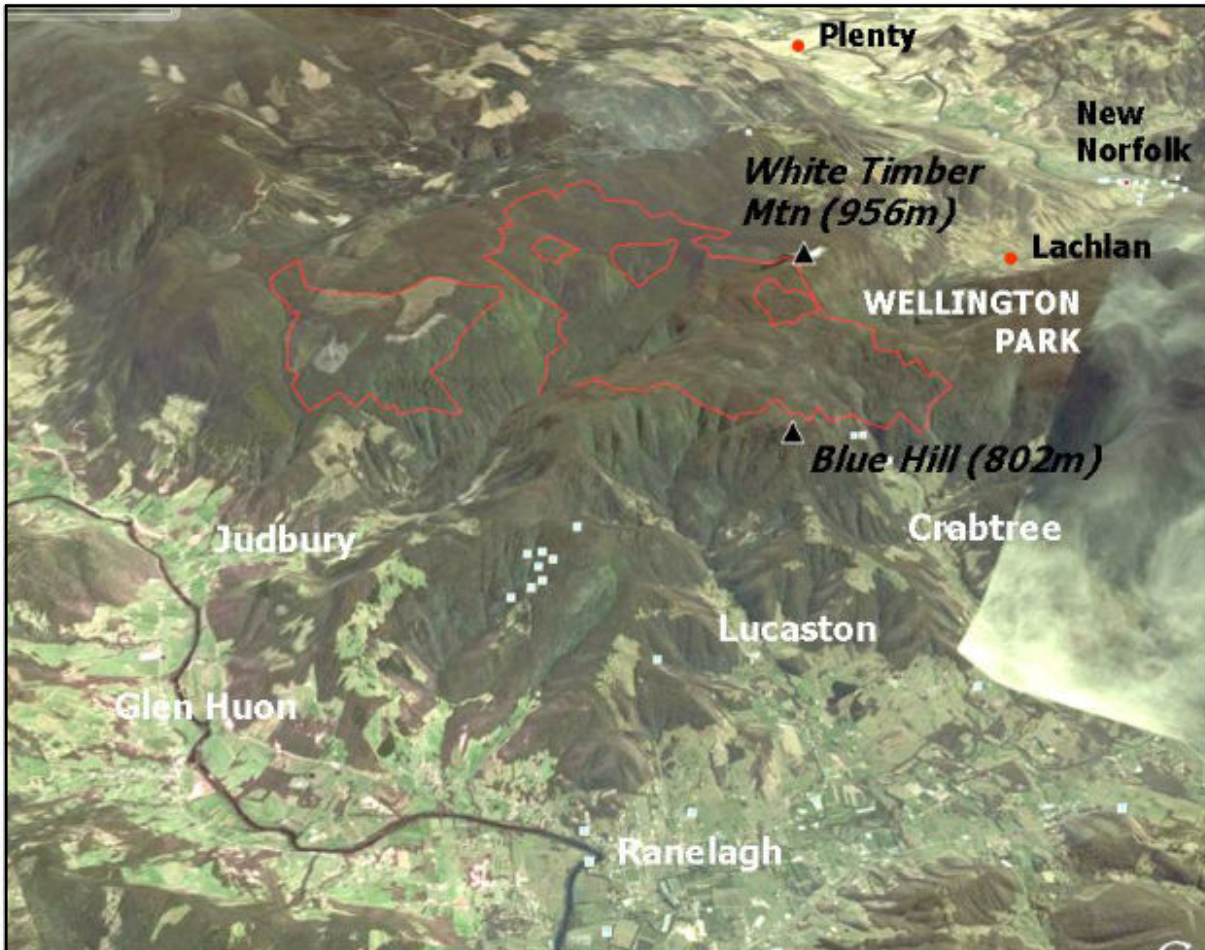 Plenty
New
Norfolk
White Timber
Mtn (956m)
Lachlan
WELLINGTON
PARK
Blue Hill (802m)
Judbury
Crabtree
Lucaston
Glen Huon
Ranelagh